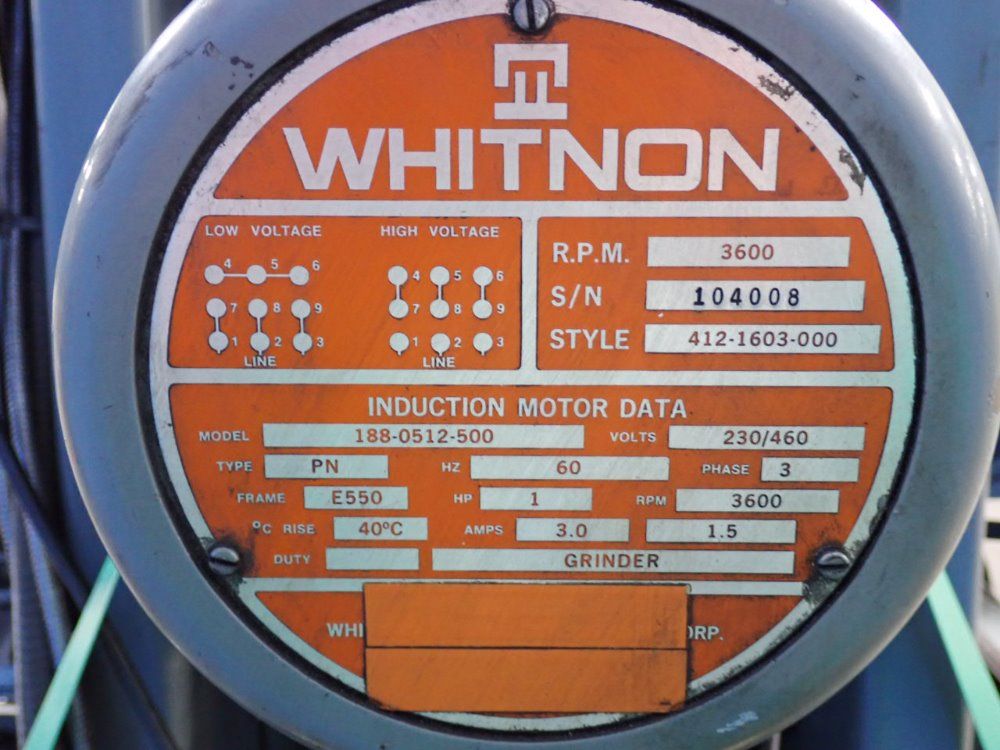 WHITNON
LOW VOLTAGE HIGH VOLTAGE
4 5 6 4 5 6
7 8 9 7 8 9
1 2 3 1 2 3
LINE LINE
R.P.M. 3600
S/N 104008
STYLE 412-1603-000
INDUCTION MOTOR DATA
MODEL 188-0512-500 VOLTS 230/460
TYPE PN HZ 60 PHASE 3
FRAME E550 HP 1 RPM 3600
°C RISE 40°C AMPS 3.0 1.5
DUTY GRINDER